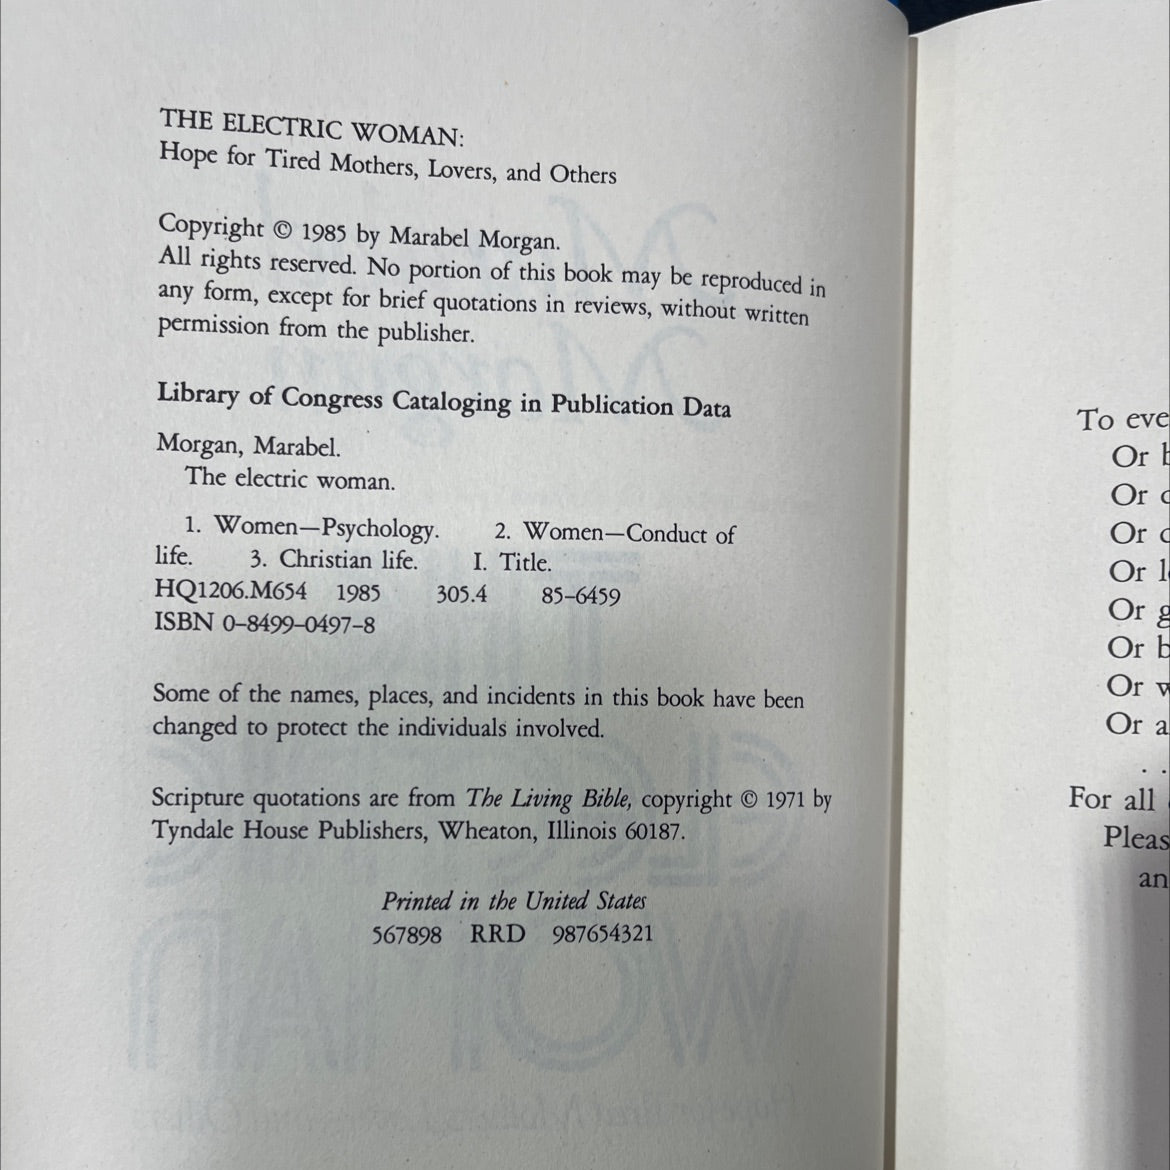 THE ELECTRIC WOMAN:
Hope for Tired Mothers, Lovers, and Others
Copyright © 1985 by Marabel Morgan.
All rights reserved. No portion of this book may be reproduced in
any form, except for brief quotations in reviews, without written
permission from the publisher.
Library of Congress Cataloging in Publication Data
Morgan, Marabel.
The electric woman.
1. Women—Psychology. 2. Women—Conduct of
life. 3. Christian life. I. Title.
HQ1206.M654 1985 305.4 85–6459
ISBN 0–8499–0497–8
Some of the names, places, and incidents in this book have been
changed to protect the individuals involved.
Scripture quotations are from The Living Bible, copyright © 1971 by
Tyndale House Publishers, Wheaton, Illinois 60187.
Printed in the United States
567898 RRD 987654321
To eve
Or b
Or
Or
Or l
Or g
Or b
Or w
Or a
. .
For all
Pleas
an